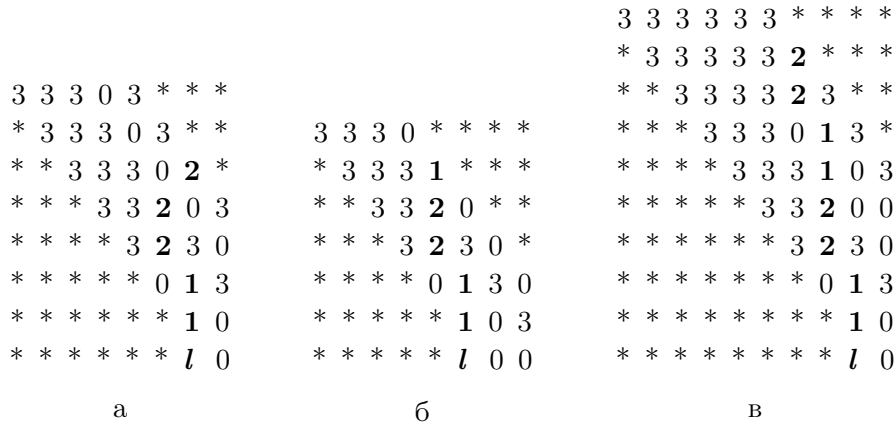 3 3 3 0 3 * * *
* 3 3 3 0 3 * *
* * 3 3 3 0 2 *
* * * 3 3 2 0 3
* * * * 3 2 3 0
* * * * * 0 1 3
* * * * * * 1 0
* * * * * * l 0
а
3 3 3 0 * * * *
* 3 3 3 1 * * *
* * 3 3 2 0 * *
* * * 3 2 3 0 *
* * * * 0 1 3 0
* * * * * 1 0 3
* * * * * l 0 0
б
3 3 3 3 3 3 * * * *
* 3 3 3 3 3 2 * * *
* * 3 3 3 3 2 3 * *
* * * 3 3 3 0 1 3 *
* * * * 3 3 3 1 0 3
* * * * * 3 3 2 0 0
* * * * * * 3 2 3 0
* * * * * * * 0 1 3
* * * * * * * * 1 0
* * * * * * * * l 0
в